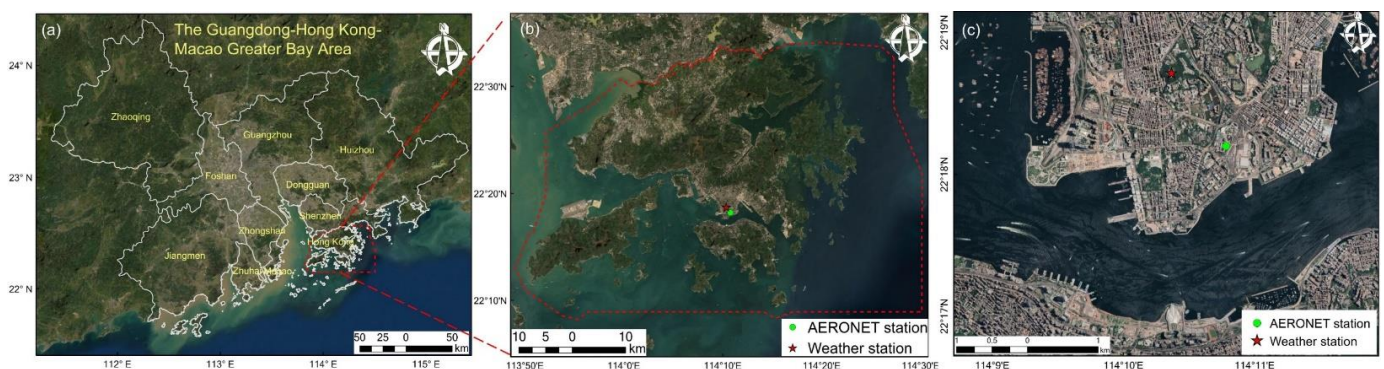 (a)
The Guangdong-Hong Kong-
Macao Greater Bay Area
24° N
23° N
22° N
Zhaoqing
Guangzhou
Huizhou
Foshan
Dongguan
Shenzhen
Zhongshan
Hong Kong
Jiangmen
Zhuhai
Macao
50 25 0 50
km
112° E 113° E 114° E 115° E
(b)
22°30' N
22°20' N
22°10' N
10 5 0 10
km
AERONET station
Weather station
113°50' E 114°0' E 114°10' E 114°20' E 114°30' E
(c)
22°19' N
22°18' N
22°17' N
1 0.5 0 1
km
AERONET station
Weather station
114°9' E 114°10' E 114°11' E